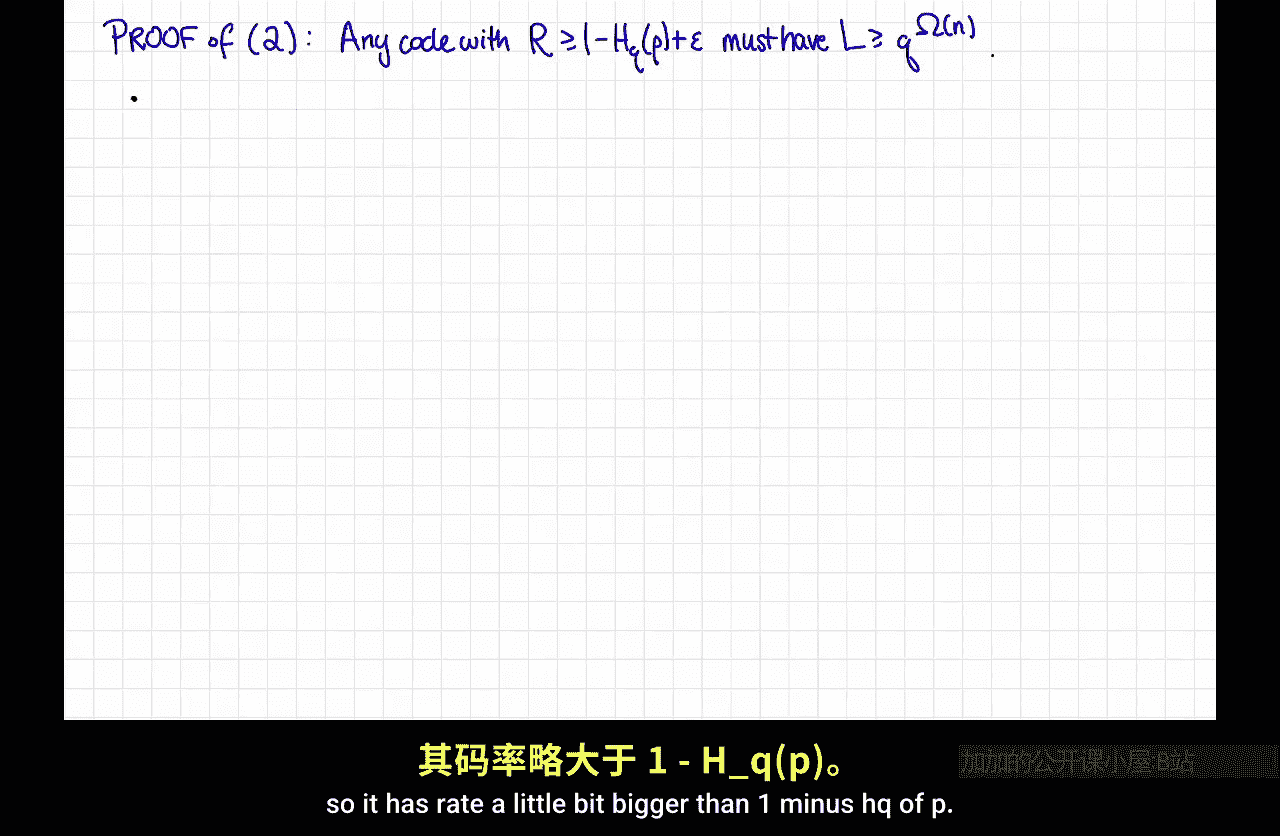 PROOF of (2): Any code with R ≥ 1-H_q(p)+ε must have L ≥ q^Ω(n).
其码率略大于 1 - H_q(p)。
加加的公开课小屋 B站
so it has rate a little bit bigger than 1 minus hq of p.